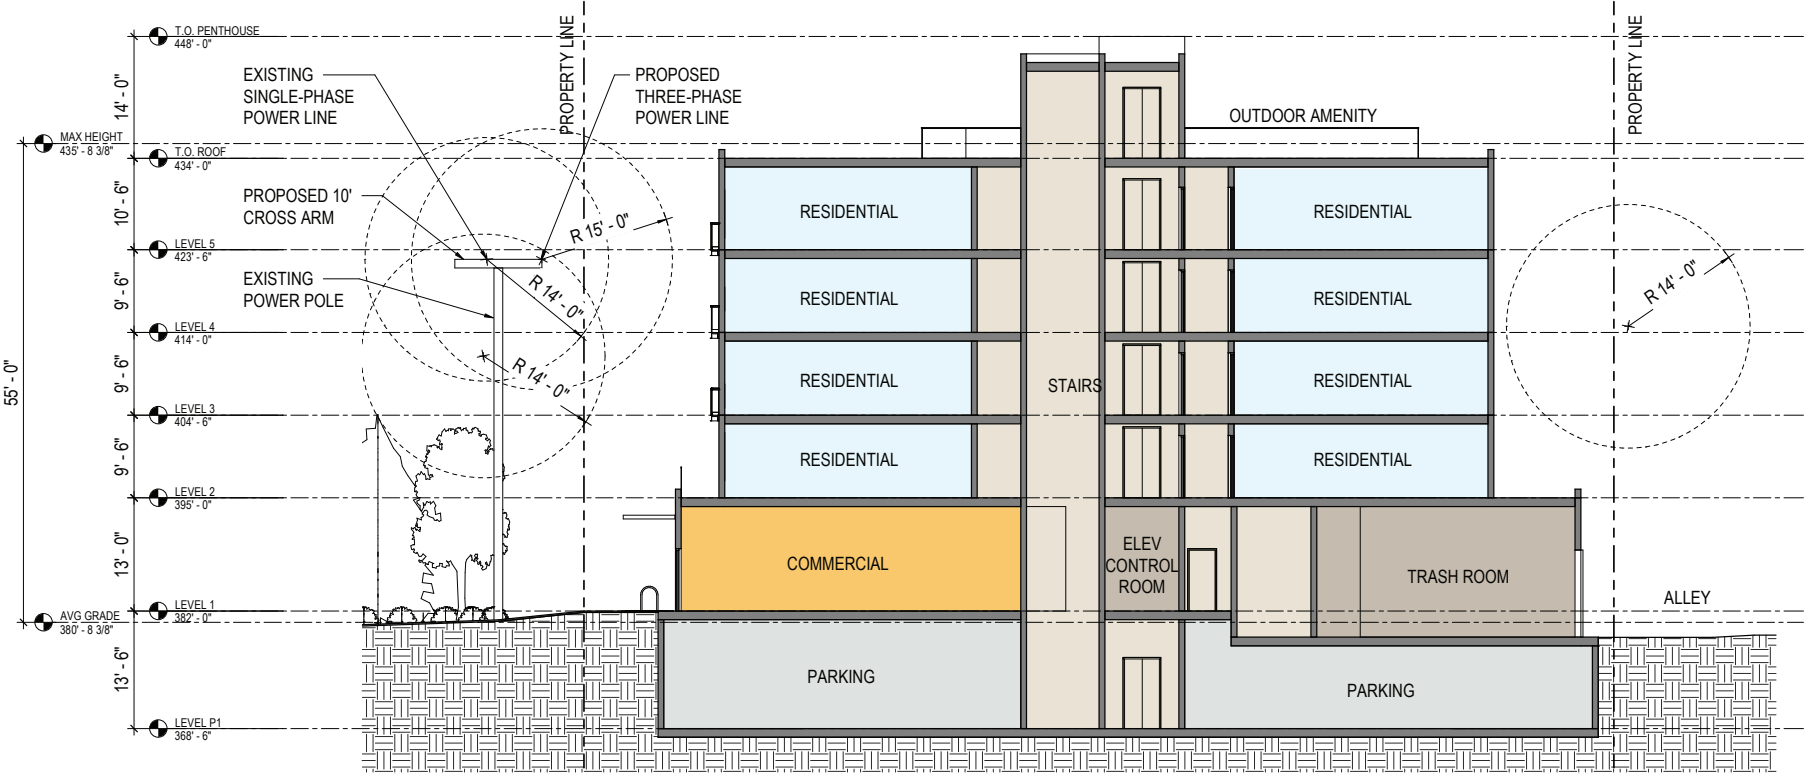 T.O. PENTHOUSE
448' - 0"
14' - 0"
MAX HEIGHT
435' - 8 3/8"
T.O. ROOF
434' - 0"
10' - 6"
LEVEL 5
423' - 6"
9' - 6"
LEVEL 4
414' - 0"
9' - 6"
LEVEL 3
404' - 6"
9' - 6"
LEVEL 2
395' - 0"
13' - 0"
LEVEL 1
382' - 0"
AVG GRADE
380' - 8 3/8"
13' - 6"
LEVEL P1
368' - 6"
55' - 0"
EXISTING
SINGLE-PHASE
POWER LINE
PROPOSED 10'
CROSS ARM
EXISTING
POWER POLE
PROPERTY LINE
PROPOSED
THREE-PHASE
POWER LINE
R 15' - 0"
R 14' - 0"
R 14' - 0"
OUTDOOR AMENITY
PROPERTY LINE
R 14' - 0"
RESIDENTIAL
RESIDENTIAL
RESIDENTIAL
RESIDENTIAL
STAIRS
RESIDENTIAL
RESIDENTIAL
RESIDENTIAL
RESIDENTIAL
COMMERCIAL
ELEV
CONTROL
ROOM
TRASH ROOM
ALLEY
PARKING
PARKING